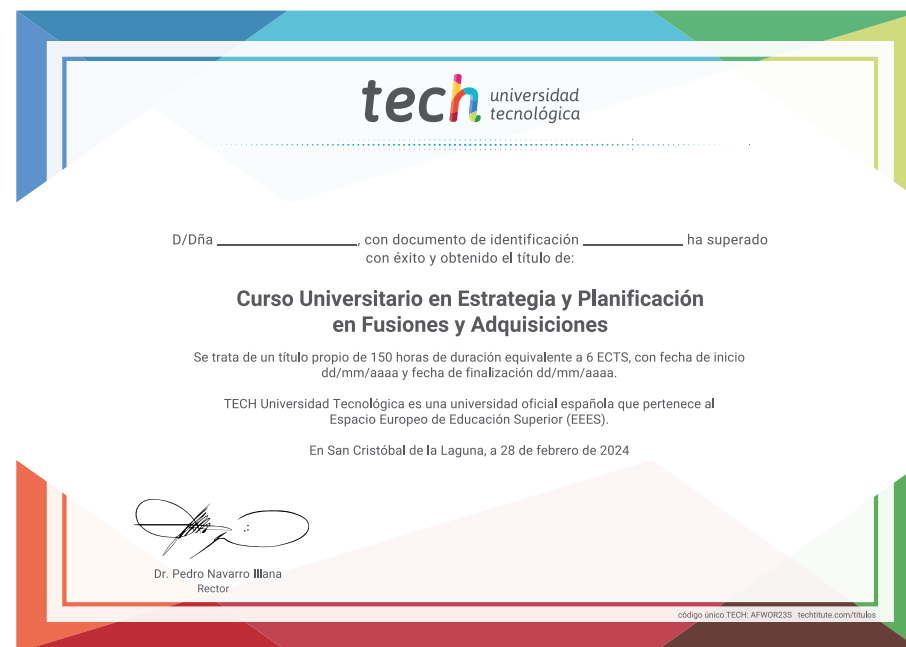 tech universidad
tecnológica
D/Dña ______________, con documento de identificación __________ ha superado
con éxito y obtenido el título de:
Curso Universitario en Estrategia y Planificación
en Fusiones y Adquisiciones
Se trata de un título propio de 150 horas de duración equivalente a 6 ECTS, con fecha de inicio
dd/mm/aaaa y fecha de finalización dd/mm/aaaa.
TECH Universidad Tecnológica es una universidad oficial española que pertenece al
Espacio Europeo de Educación Superior (EEES).
En San Cristóbal de la Laguna, a 28 de febrero de 2024
Dr. Pedro Navarro Illana
Rector
código único TECH: AFWOR23S techtitute.com/titulos